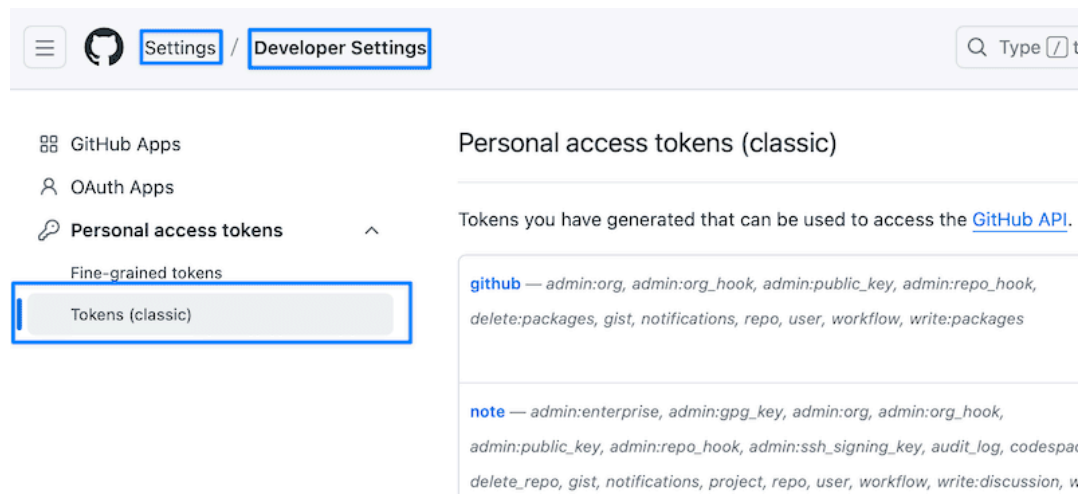 Settings / Developer Settings
Type / t
GitHub Apps
OAuth Apps
Personal access tokens
Fine-grained tokens
Tokens (classic)
Personal access tokens (classic)
Tokens you have generated that can be used to access the GitHub API.
github — admin:org, admin:org_hook, admin:public_key, admin:repo_hook,
delete:packages, gist, notifications, repo, user, workflow, write:packages
note — admin:enterprise, admin:gpg_key, admin:org, admin:org_hook,
admin:public_key, admin:repo_hook, admin:ssh_signing_key, audit_log, codespac
delete_repo, gist, notifications, project, repo, user, workflow, write:discussion, w